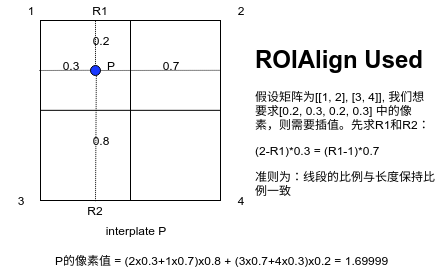 1
R1
2
0.2
0.3
P
0.7
0.8
3
R2
4
interplate P
ROIAlign Used
假设矩阵为[[1, 2], [3, 4]], 我们想
要求[0.2, 0.3, 0.2, 0.3] 中的像
素，则需要插值。先求R1和R2：
(2-R1)*0.3 = (R1-1)*0.7
准则为：线段的比例与长度保持比
例一致
P的像素值 = (2x0.3+1x0.7)x0.8 + (3x0.7+4x0.3)x0.2 = 1.69999